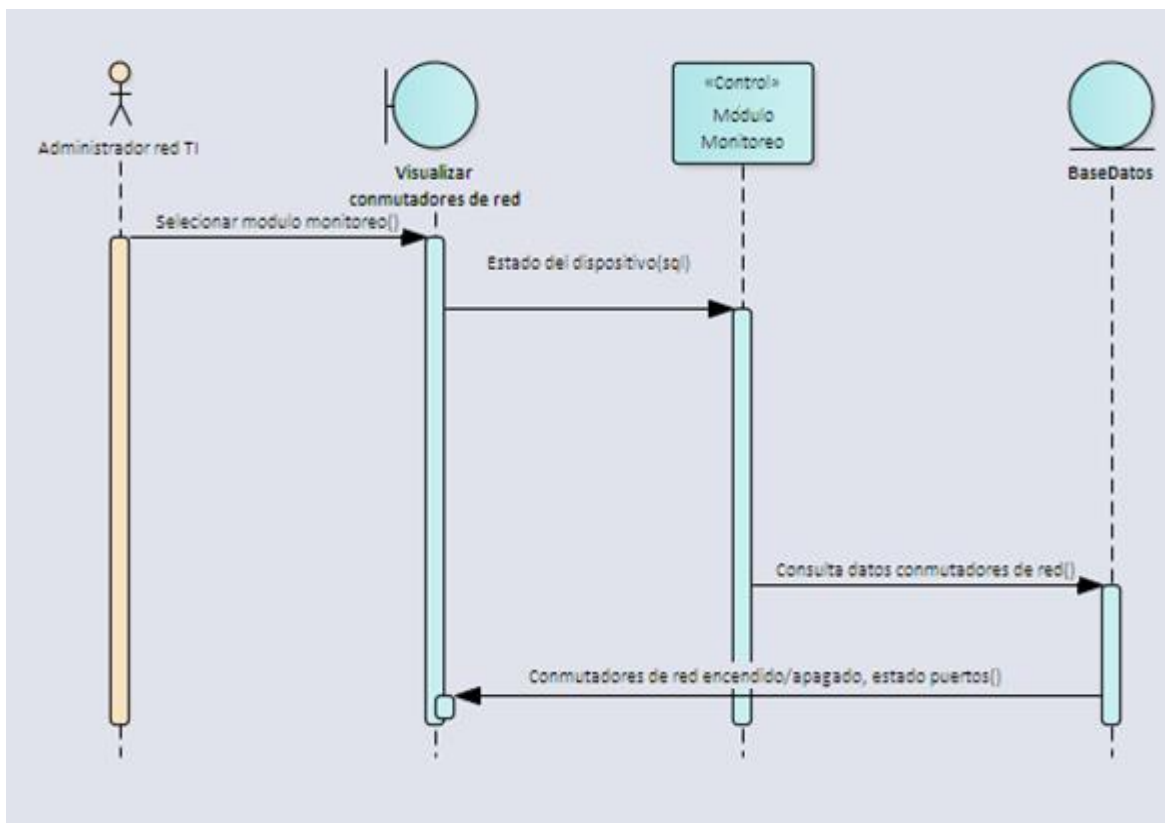 Administrador red TI
Visualizar
conmutadores de red
«Control»
Módulo
Monitoreo
BaseDatos
Selecionar modulo monitoreo()
Estado del dispositivo(sql)
Consulta datos conmutadores de red()
Conmutadores de red encendido/apagado, estado puertos()